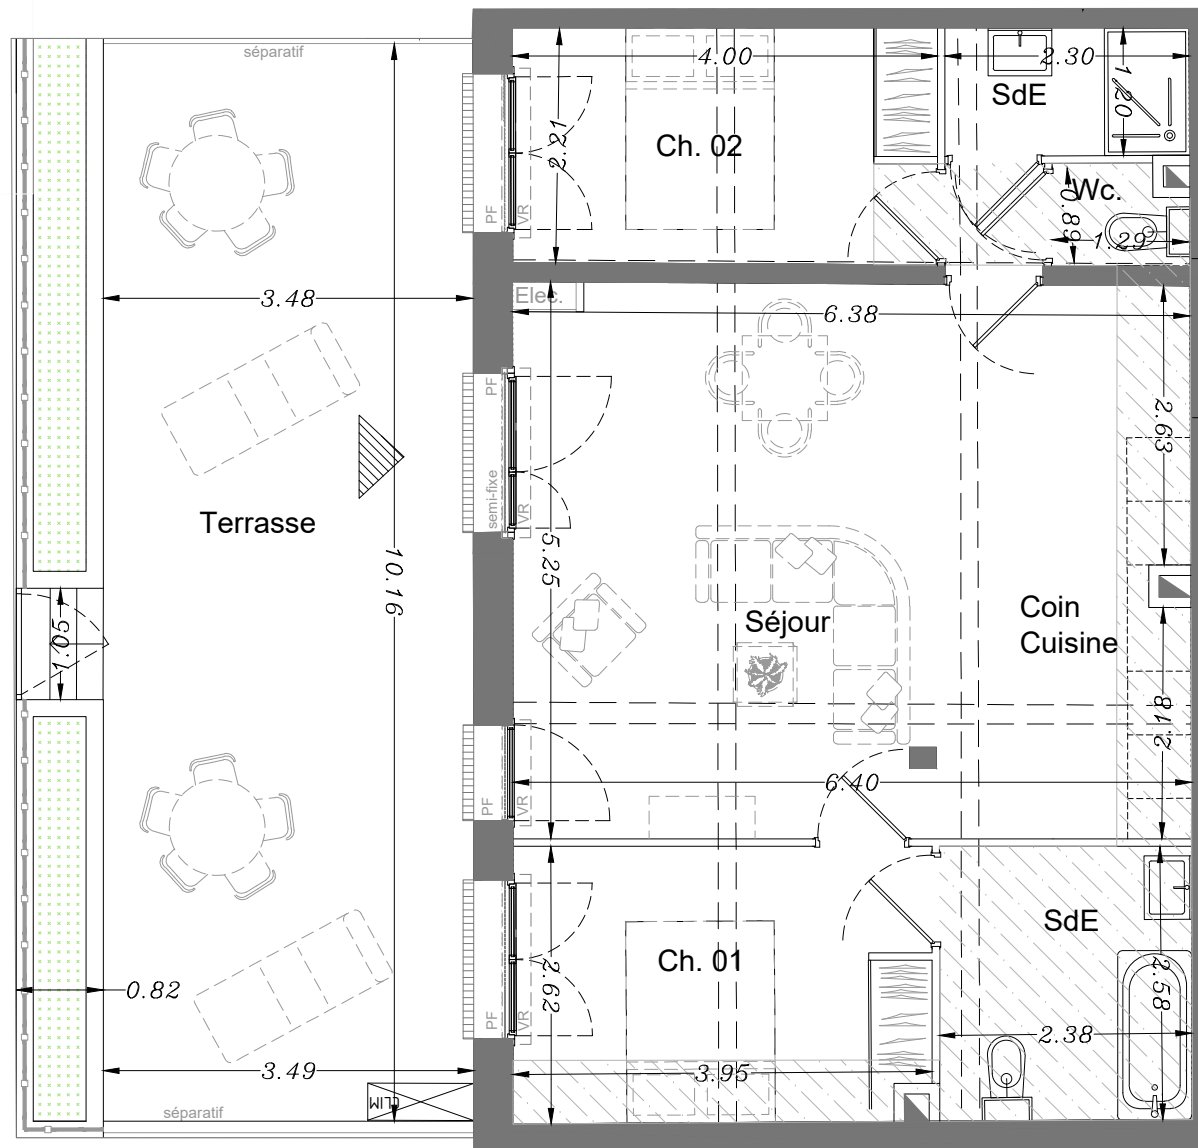 séparatif
4.00
2.30
SdE
1.20
Ch. 02
2.21
PF
VR
Wc.
0.89
1.29
3.48
Elec.
6.38
PF
semi-fixe
VR
2.63
Terrasse
10.16
5.25
1.05
Séjour
Coin
Cuisine
2.18
6.40
PF
VR
SdE
Ch. 01
2.62
2.58
0.82
PF
VR
2.38
3.49
3.95
CLIM
séparatif